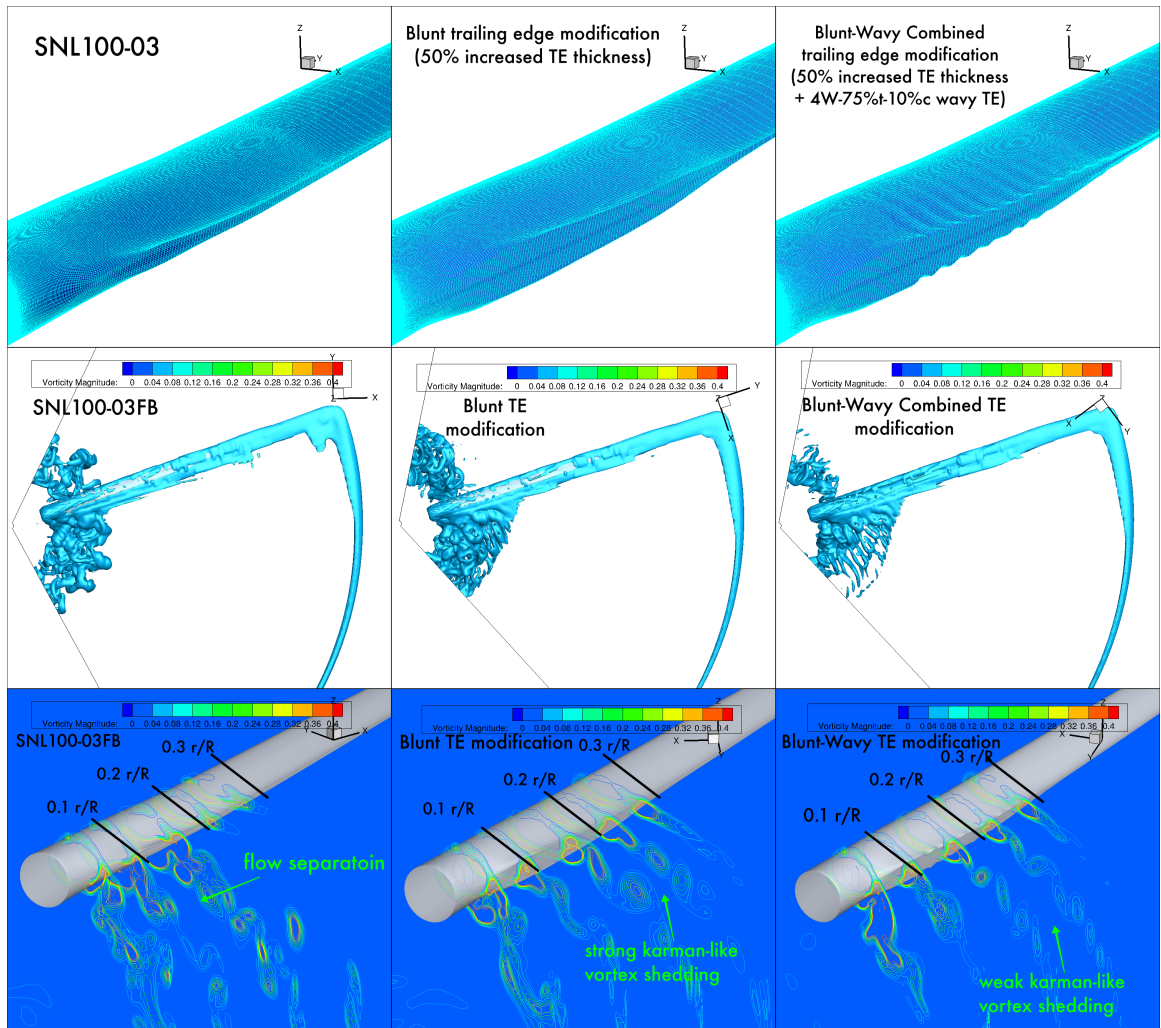 SNL100-03
Z
Y
X
Blunt trailing edge modification
(50% increased TE thickness)
Z
Y
X
Blunt-Wavy Combined
trailing edge modification
(50% increased TE thickness
+ 4W-75%t-10%c wavy TE)
Z
Y
X
Y
Vorticity Magnitude: 0 0.04 0.08 0.12 0.16 0.2 0.24 0.28 0.32 0.36 0.4
Z
X
SNL100-03FB
Vorticity Magnitude: 0 0.04 0.08 0.12 0.16 0.2 0.24 0.28 0.32 0.36 0.4
Y
Z
X
Blunt TE
modification
Vorticity Magnitude: 0 0.04 0.08 0.12 0.16 0.2 0.24 0.28 0.32 0.36 0.4
Z
X
Y
Blunt-Wavy Combined TE
modification
Z
Vorticity Magnitude: 0 0.04 0.08 0.12 0.16 0.2 0.24 0.28 0.32 0.36 0.4
Y
X
SNL100-03FB
0.3 r/R
0.2 r/R
0.1 r/R
flow separatoin
Z
Vorticity Magnitude: 0 0.04 0.08 0.12 0.16 0.2 0.24 0.28 0.32 0.36 0.4
X
Y
Blunt TE modification
0.3 r/R
0.2 r/R
0.1 r/R
strong karman-like
vortex shedding
Z
Vorticity Magnitude: 0 0.04 0.08 0.12 0.16 0.2 0.24 0.28 0.32 0.36 0.4
X
Y
Blunt-Wavy TE modification
0.3 r/R
0.2 r/R
0.1 r/R
weak karman-like
vortex shedding